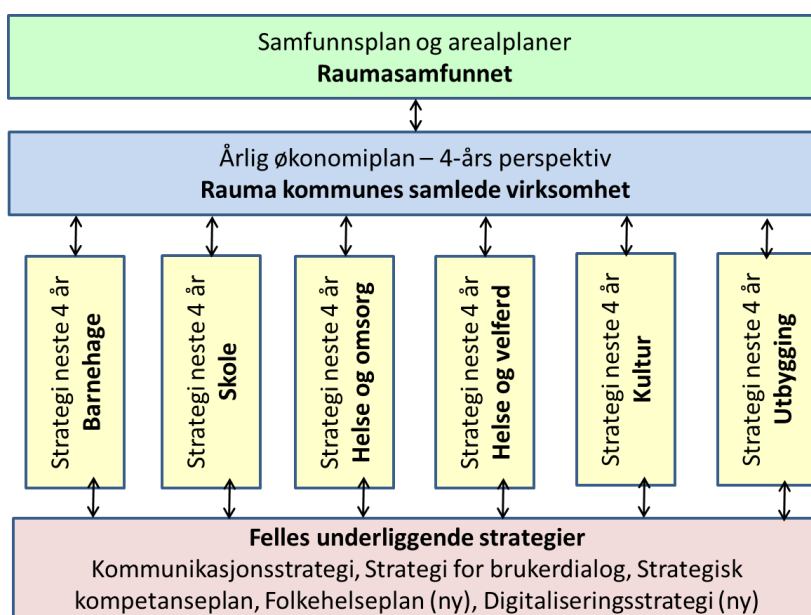 Samfunnsplan og arealplaner
Raumasamfunnet
Årlig økonomiplan – 4-års perspektiv
Rauma kommunes samlede virksomhet
Strategi neste 4 år
Barnehage
Strategi neste 4 år
Skole
Strategi neste 4 år
Helse og omsorg
Strategi neste 4 år
Helse og velferd
Strategi neste 4 år
Kultur
Strategi neste 4 år
Utbygging
Felles underliggende strategier
Kommunikasjonsstrategi, Strategi for brukerdialog, Strategisk
kompetanseplan, Folkehelseplan (ny), Digitaliseringsstrategi (ny)